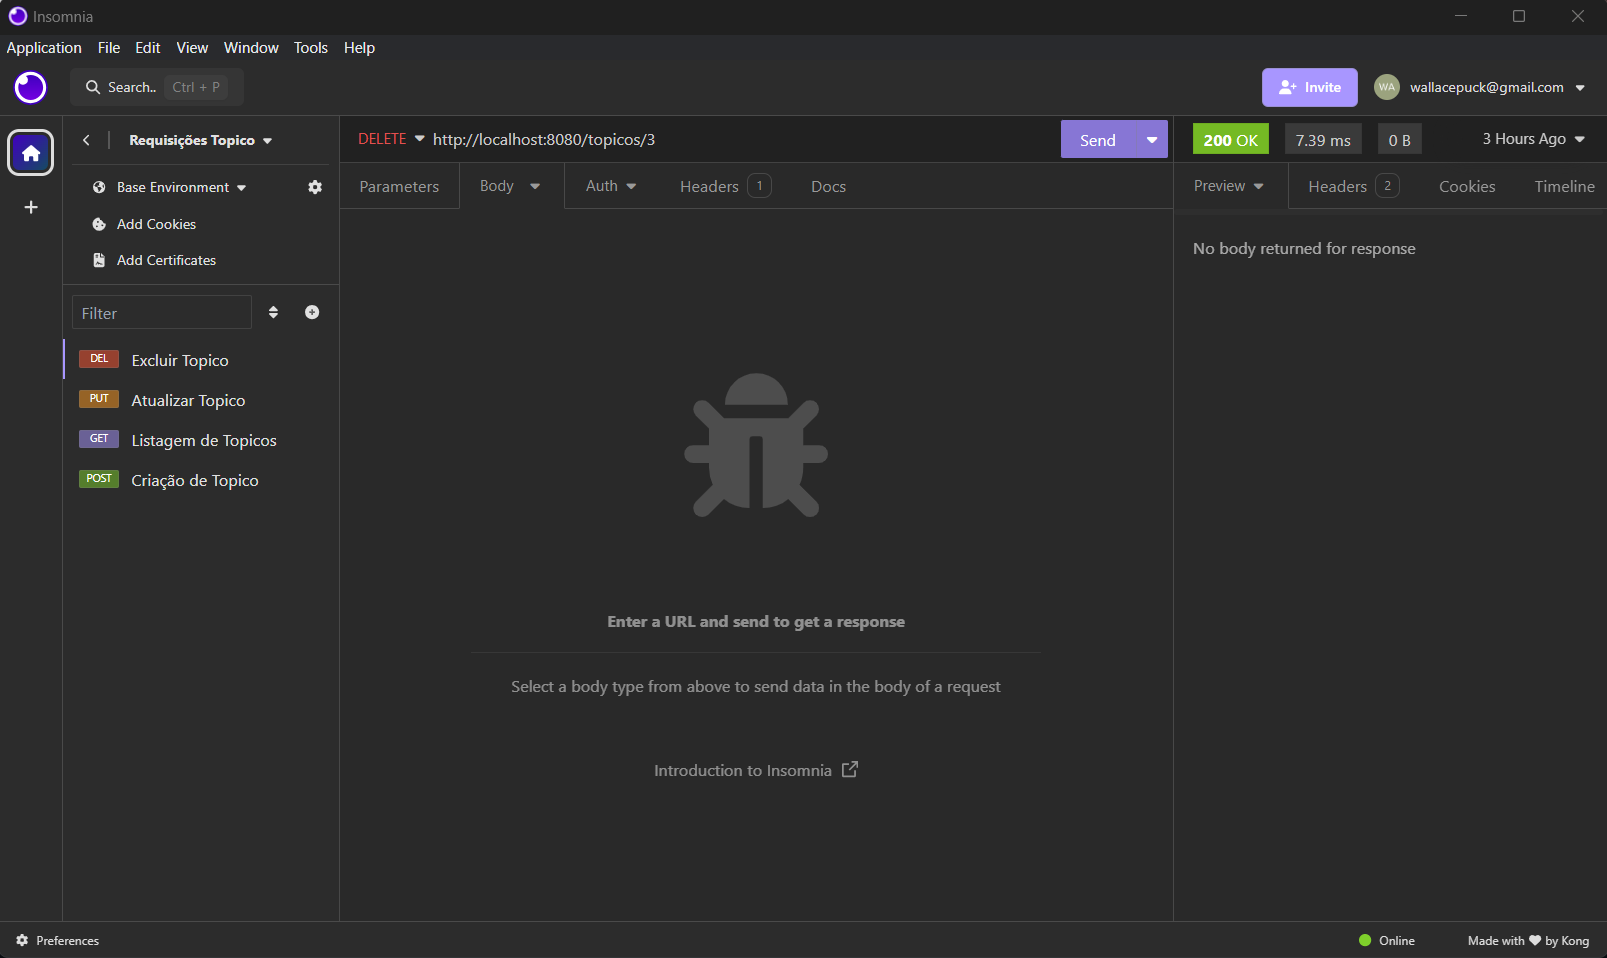 Insomnia
Application File Edit View Window Tools Help
Search.. Ctrl + P
Invite
WA wallacepuck@gmail.com
Requisições Topico
DELETE http://localhost:8080/topicos/3
Send
200 OK 7.39 ms 0 B 3 Hours Ago
Base Environment
Parameters Body Auth Headers 1 Docs
Preview Headers 2 Cookies Timeline
Add Cookies
Add Certificates
No body returned for response
Filter
DEL Excluir Topico
PUT Atualizar Topico
GET Listagem de Topicos
POST Criação de Topico
Enter a URL and send to get a response
Select a body type from above to send data in the body of a request
Introduction to Insomnia
Preferences
Online
Made with by Kong